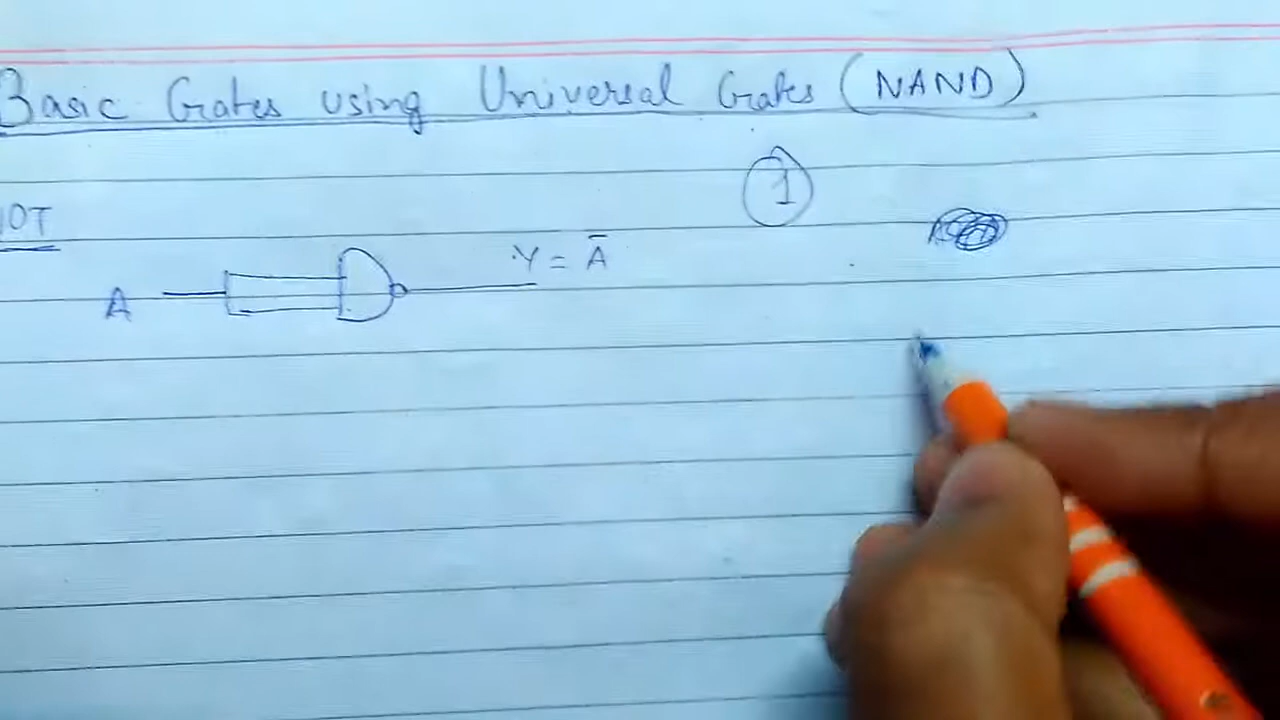 Basic Gates using Universal Gates (NAND)
NOT
1
A
Y = Ā